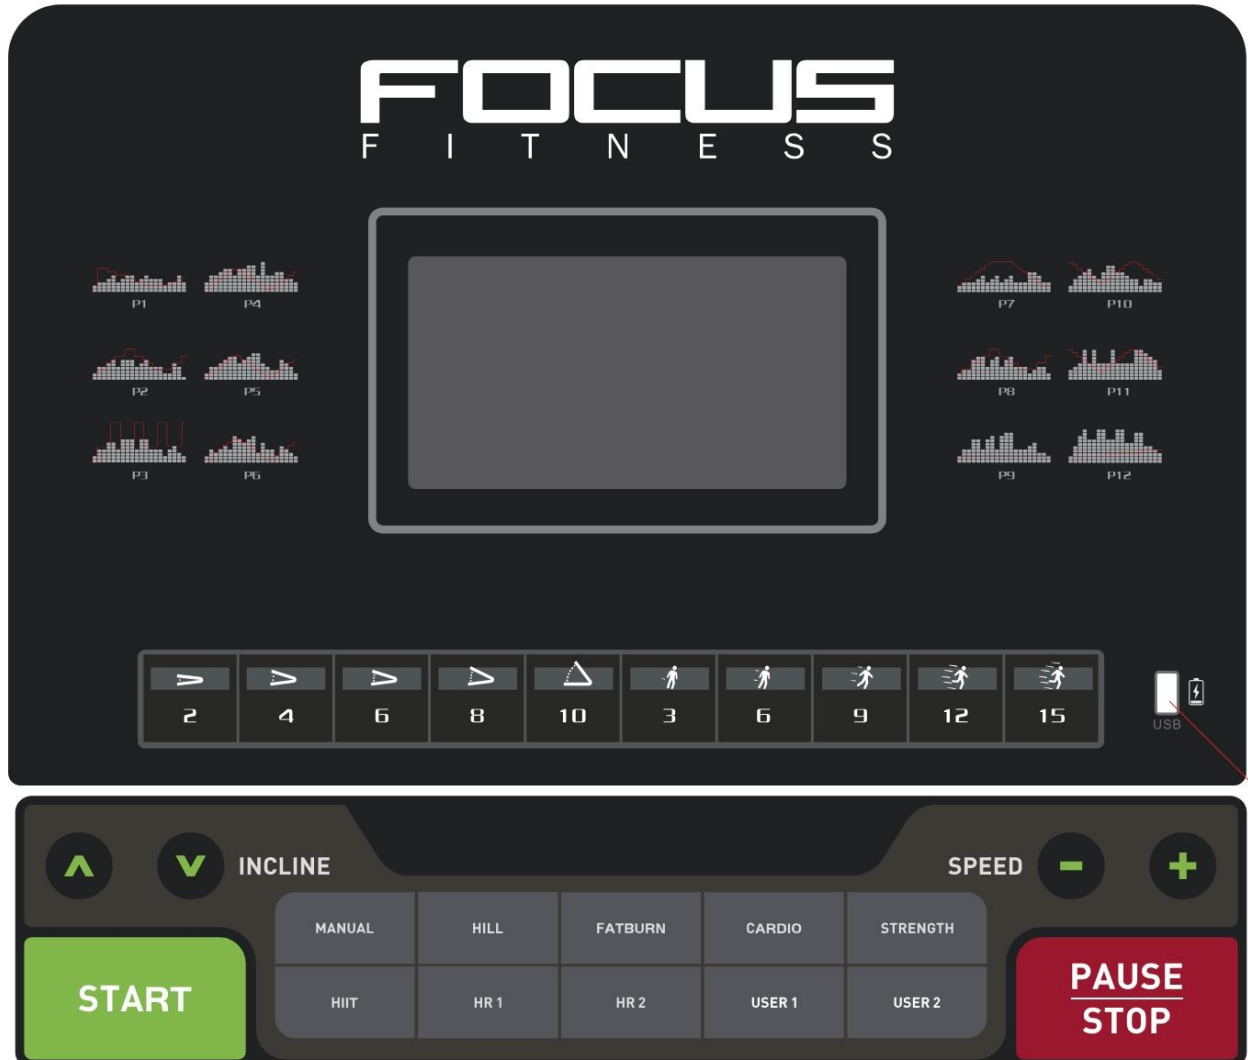 FOCUS
FITNESS
P1 P4
P7 P10
P2 P5
P8 P11
P3 P6
P9 P12
2 4 6 8 10 3 6 9 12 15
USB
INCLINE
SPEED - +
MANUAL HILL FATBURN CARDIO STRENGTH
HIIT HR 1 HR 2 USER 1 USER 2
START
PAUSE
STOP